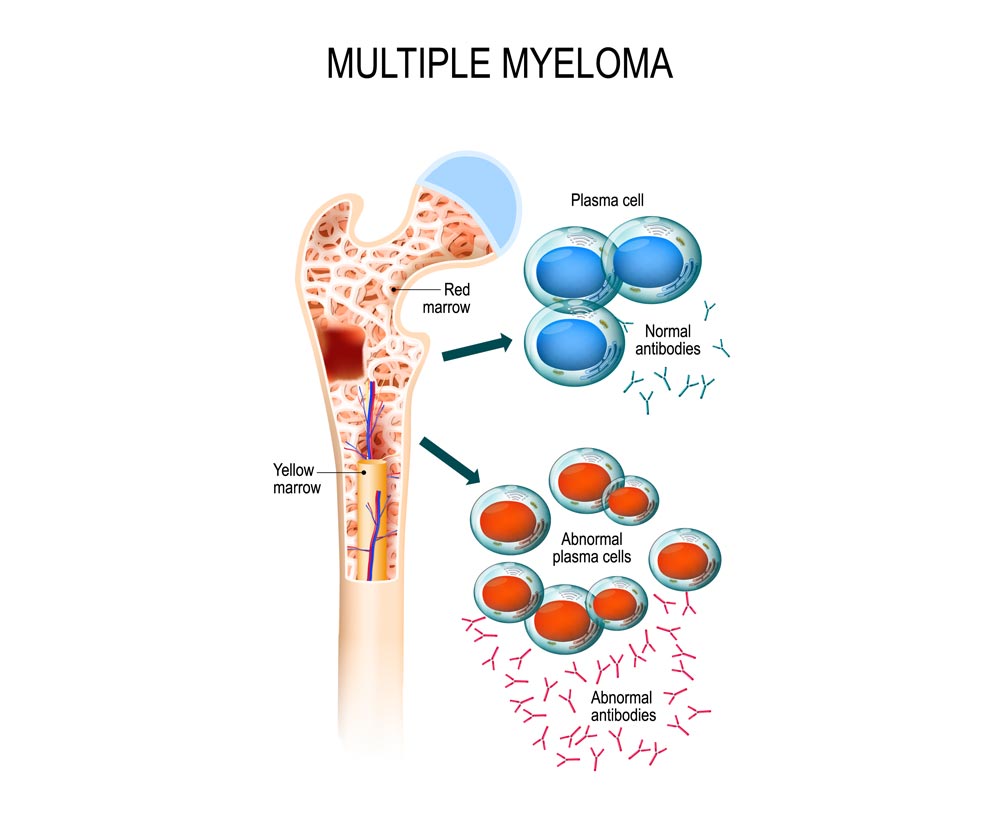 MULTIPLE MYELOMA
Plasma cell
Red
marrow
Normal
antibodies
Yellow
marrow
Abnormal
plasma cells
Abnormal
antibodies